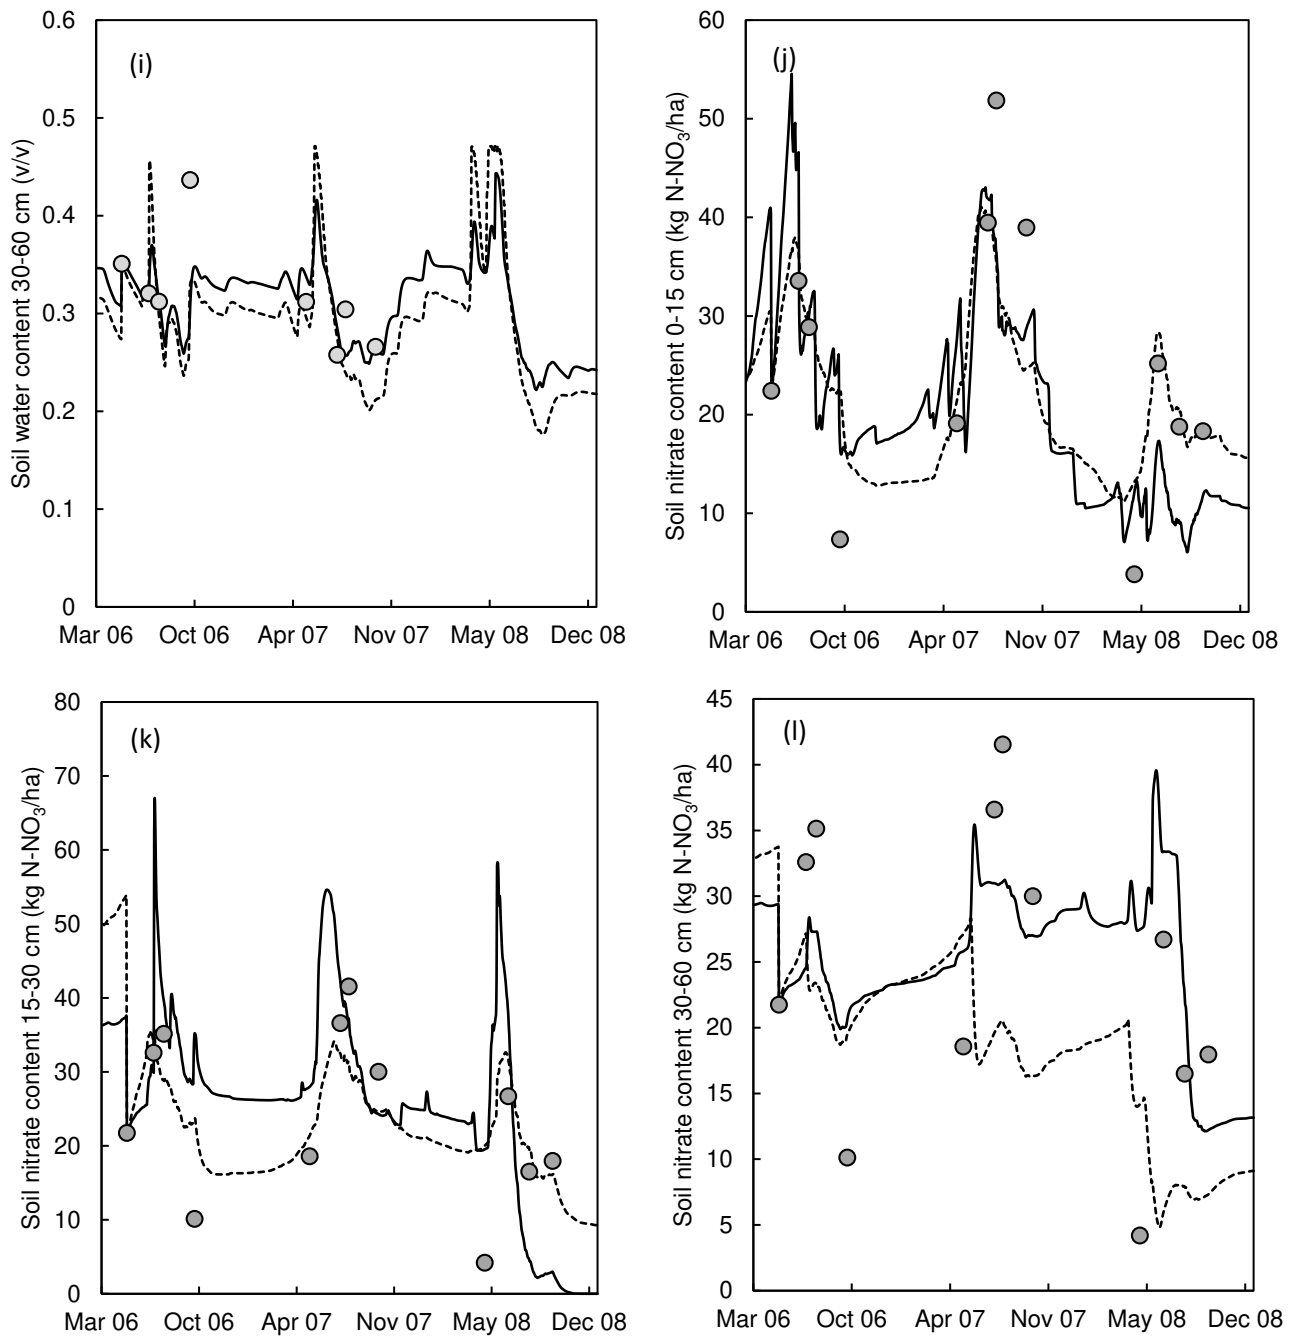 (i)
Soil water content 30-60 cm (v/v)
0.6
0.5
0.4
0.3
0.2
0.1
0
Mar 06 Oct 06 Apr 07 Nov 07 May 08 Dec 08
(j)
Soil nitrate content 0-15 cm (kg N-NO3/ha)
60
50
40
30
20
10
0
Mar 06 Oct 06 Apr 07 Nov 07 May 08 Dec 08
(k)
Soil nitrate content 15-30 cm (kg N-NO3/ha)
80
70
60
50
40
30
20
10
0
Mar 06 Oct 06 Apr 07 Nov 07 May 08 Dec 08
(l)
Soil nitrate content 30-60 cm (kg N-NO3/ha)
45
40
35
30
25
20
15
10
5
0
Mar 06 Oct 06 Apr 07 Nov 07 May 08 Dec 08